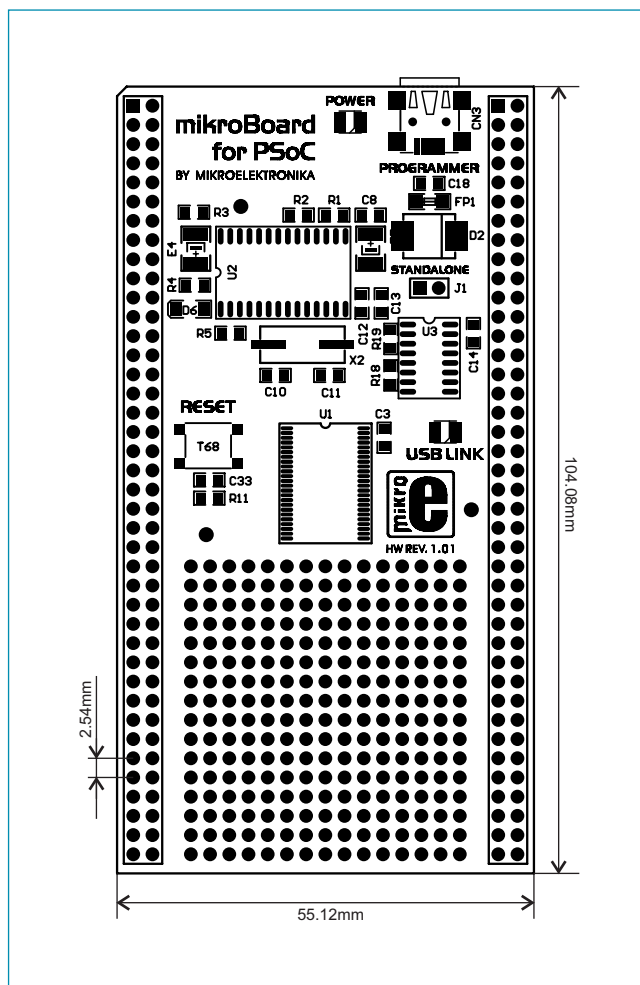 POWER
CN3
mikroBoard
for PSoC
BY MIKROELEKTRONIKA
PROGRAMMER
C18
FP1
R3
R2
R1
C8
D2
E4
U2
STANDALONE
R4
J1
D6
C12
C13
R5
R19
U3
C14
X2
R18
C10
C11
RESET
U1
C3
T68
USB LINK
C33
R11
mikro
e
HW REV. 1.01
104.08mm
2.54mm
55.12mm